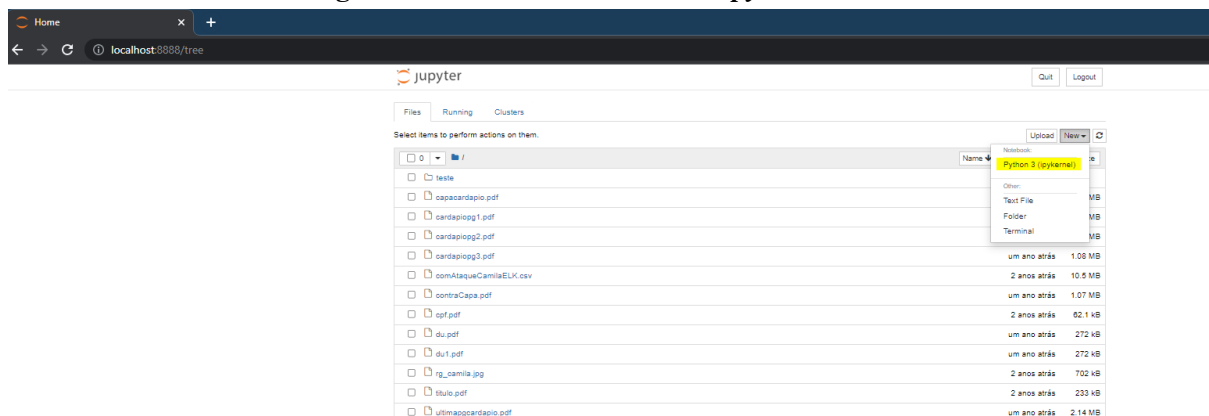 Home × +
localhost:8888/tree
jupyter
Quit Logout
Files Running Clusters
Select items to perform actions on them.
Upload New
0 /
Name
Notebook:
Python 3 (ipykernel)
Other:
Text File
Folder
Terminal
teste
capacardapio.pdf MB
cardapiopg1.pdf MB
cardapiopg2.pdf MB
cardapiopg3.pdf um ano atrás 1.08 MB
comAtaqueCamilaELK.csv 2 anos atrás 10.5 MB
contraCapa.pdf um ano atrás 1.07 MB
cpf.pdf 2 anos atrás 62.1 kB
du.pdf um ano atrás 272 kB
du1.pdf um ano atrás 272 kB
rg_camila.jpg 2 anos atrás 702 kB
titulo.pdf 2 anos atrás 233 kB
ultimapgcardapio.pdf um ano atrás 2.14 MB